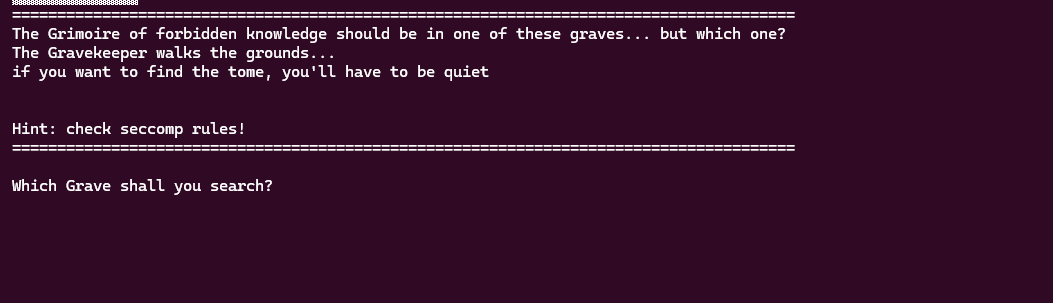 =======================================================================================
The Grimoire of forbidden knowledge should be in one of these graves... but which one?
The Gravekeeper walks the grounds...
if you want to find the tome, you'll have to be quiet
Hint: check seccomp rules!
=======================================================================================
Which Grave shall you search?